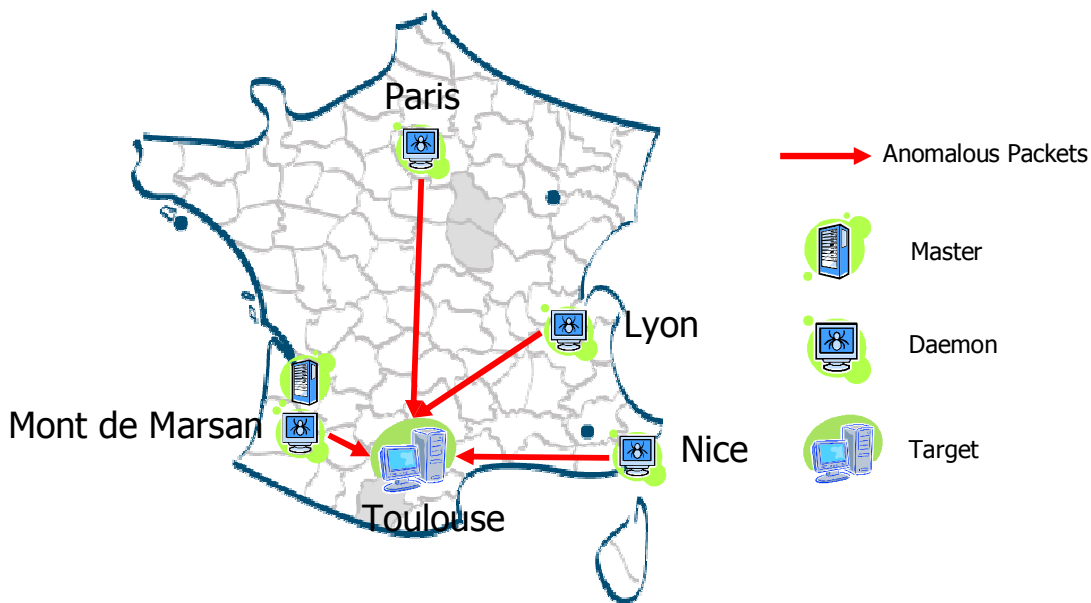 Paris
Anomalous Packets
Master
Lyon
Daemon
Mont de Marsan
Nice
Target
Toulouse